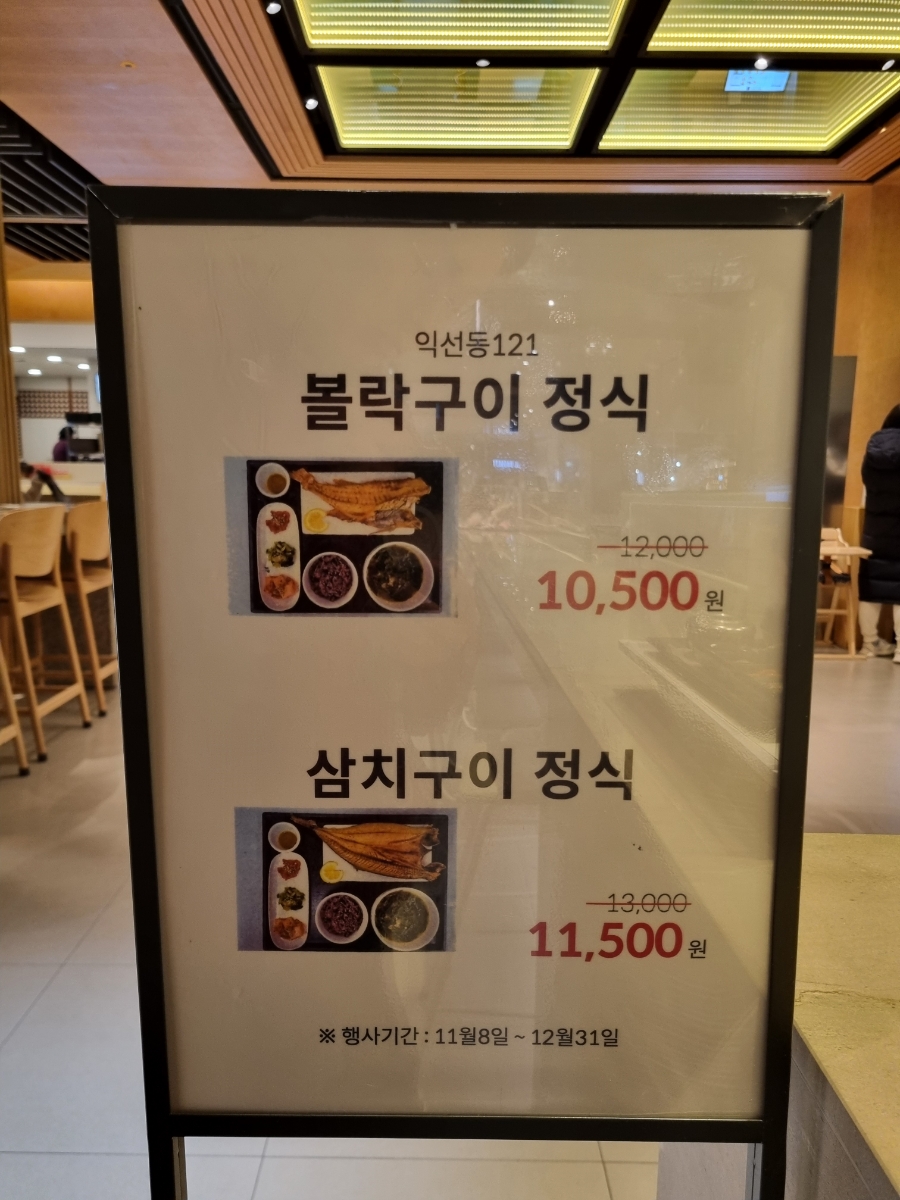 익선동121
볼락구이 정식
12,000
10,500원
삼치구이 정식
13,000
11,500원
※ 행사기간 : 11월8일 ~ 12월31일